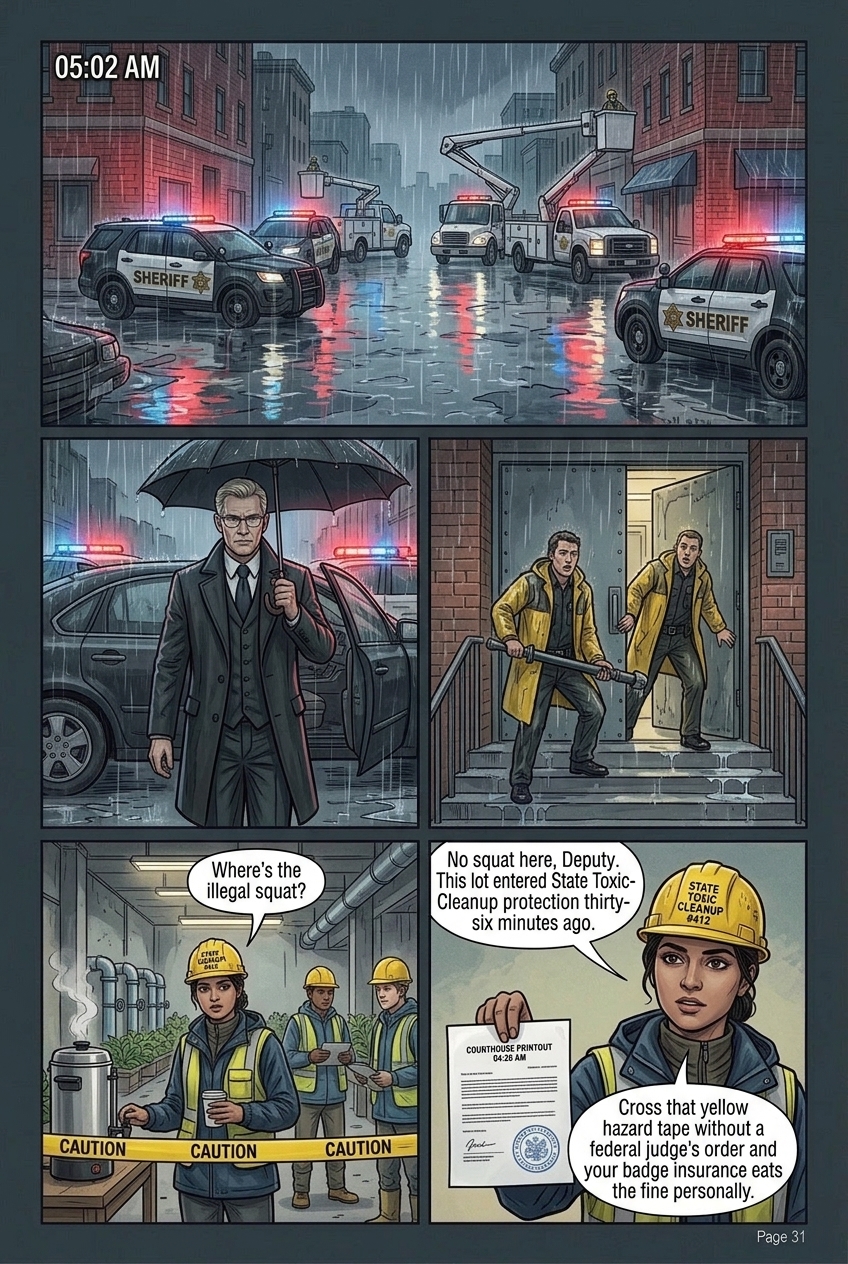 05:02 AM
SHERIFF
SHERIFF
Where's the
illegal squat?
STATE
CAUTION
CAUTION
CAUTION
No squat here, Deputy.
This lot entered State Toxic-
Cleanup protection thirty-
six minutes ago.
STATE
TOXIC
CLEANUP
0412
COURTHOUSE PRINTOUT
04:26 AM
Cross that yellow
hazard tape without a
federal judge's order and
your badge insurance eats
the fine personally.
Page 31